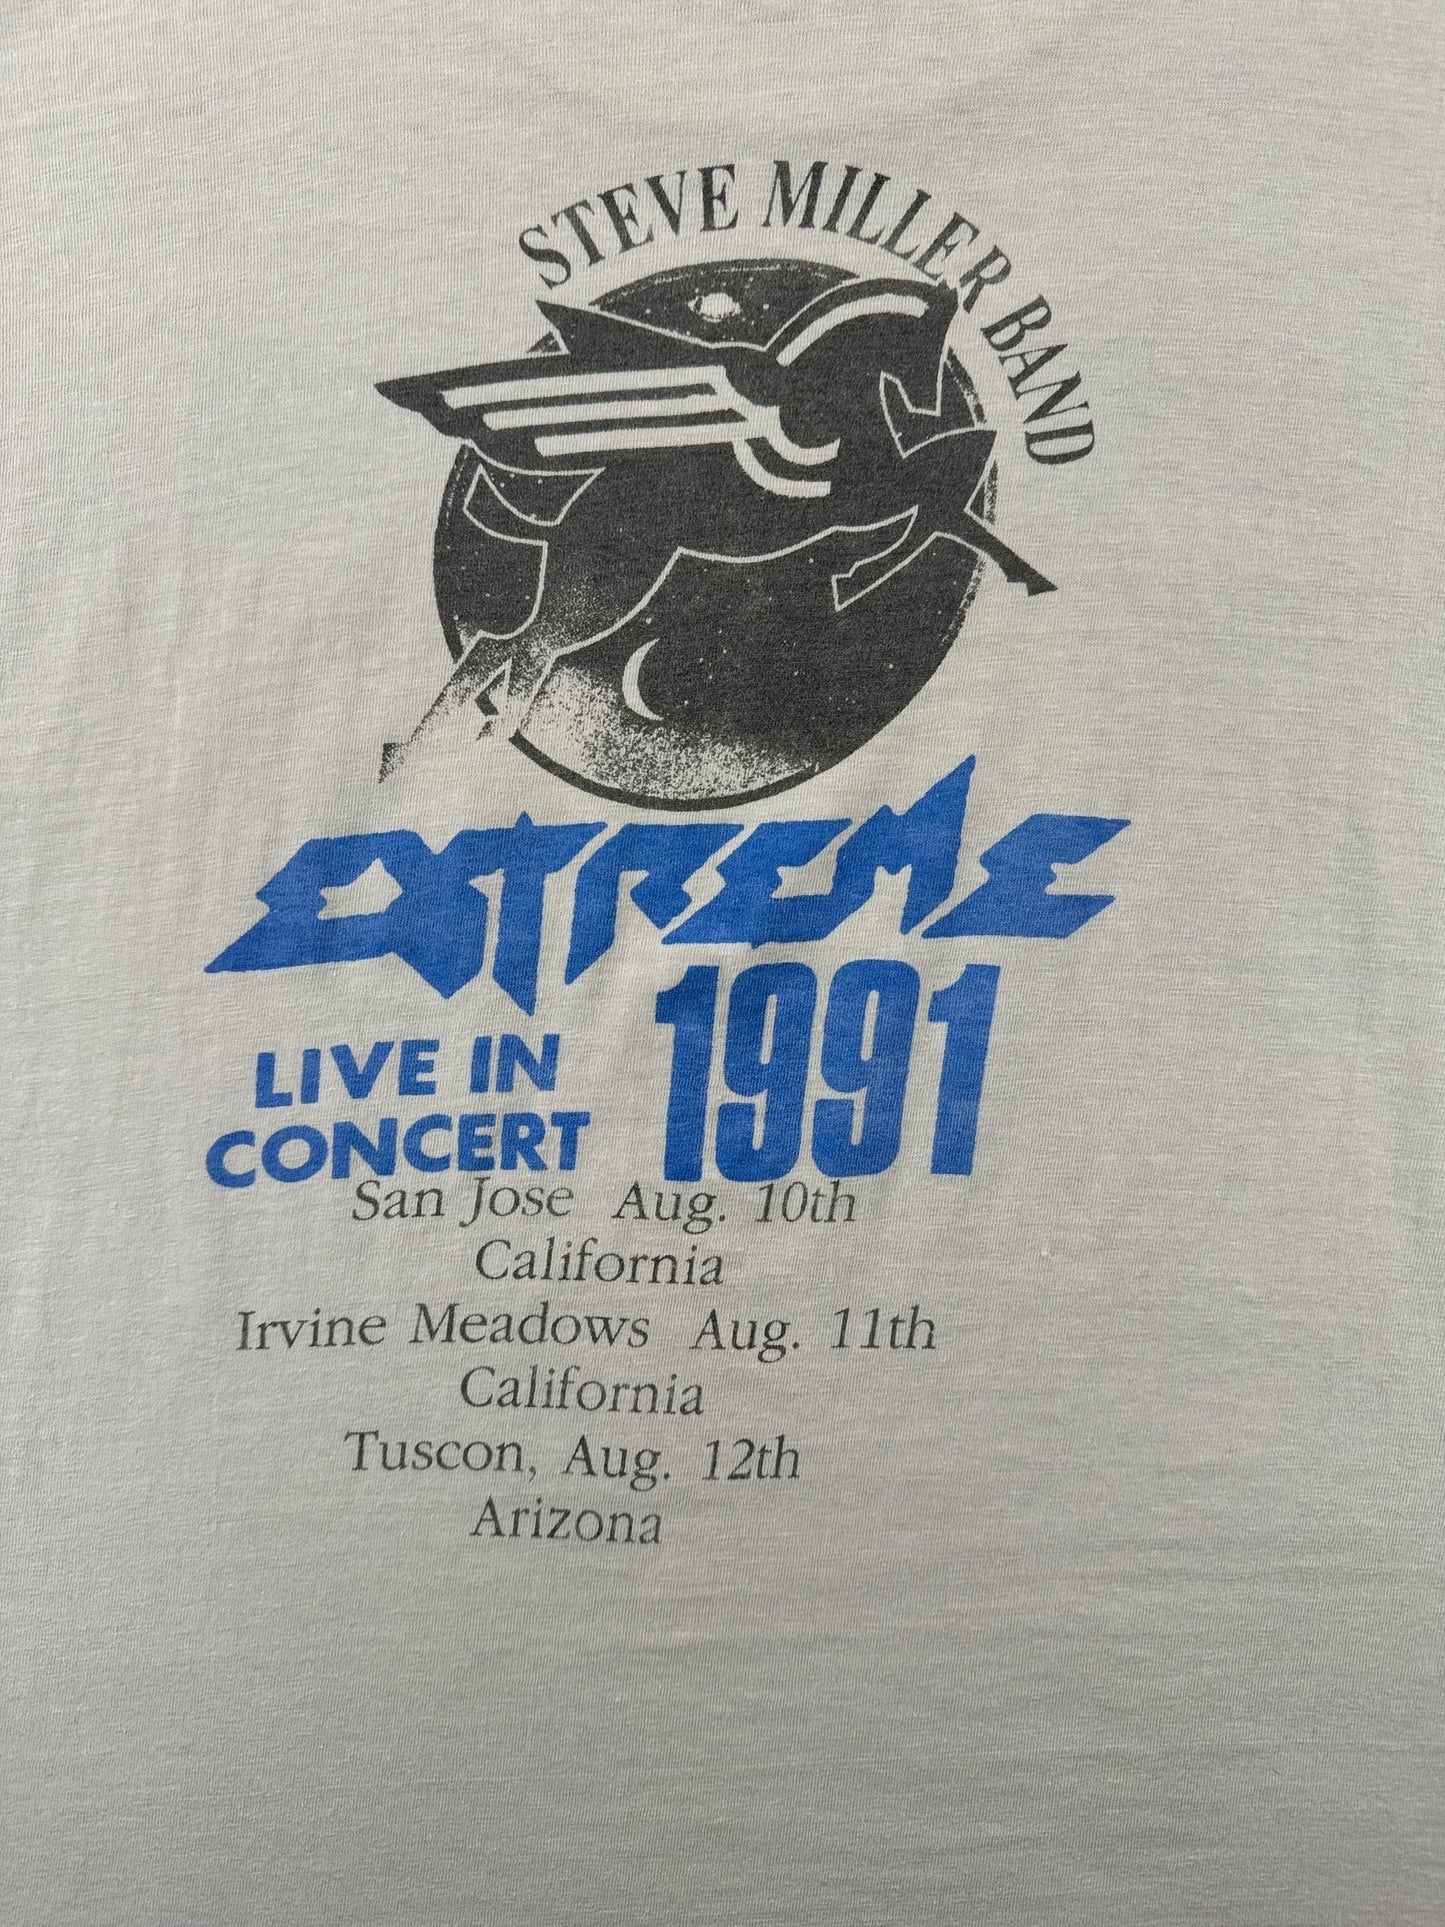 STEVE MILLER BAND
EXTREME
LIVE IN
CONCERT
1991
San Jose Aug. 10th
California
Irvine Meadows Aug. 11th
California
Tuscon, Aug. 12th
Arizona